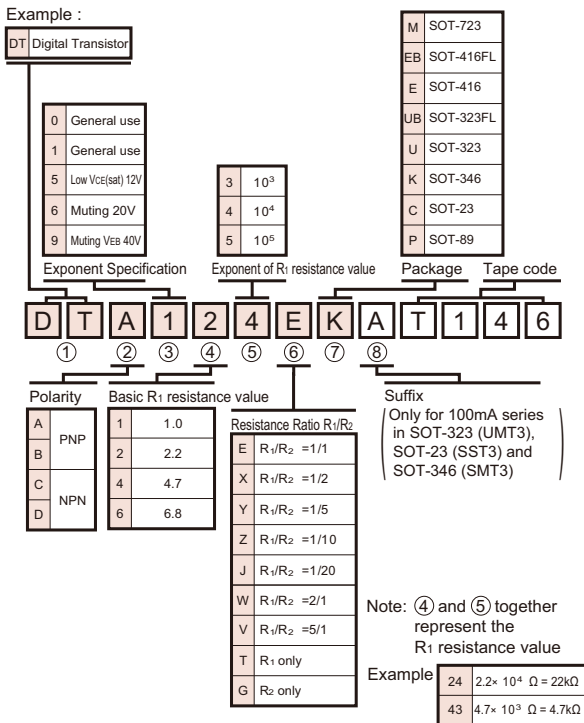 Example :
DT Digital Transistor
M SOT-723
EB SOT-416FL
E SOT-416
UB SOT-323FL
U SOT-323
K SOT-346
C SOT-23
P SOT-89
0 General use
1 General use
5 Low VCE(sat) 12V
6 Muting 20V
9 Muting VEB 40V
3 10³
4 10⁴
5 10⁵
Exponent Specification Exponent of R1 resistance value Package Tape code
D T A 1 2 4 E K A T 1 4 6
① ② ③ ④ ⑤ ⑥ ⑦ ⑧
Polarity
A PNP
B
C NPN
D
Basic R1 resistance value
1 1.0
2 2.2
4 4.7
6 6.8
Resistance Ratio R1/R2
E R1/R2 =1/1
X R1/R2 =1/2
Y R1/R2 =1/5
Z R1/R2 =1/10
J R1/R2 =1/20
W R1/R2 =2/1
V R1/R2 =5/1
T R1 only
G R2 only
Suffix
(Only for 100mA series
in SOT-323 (UMT3),
SOT-23 (SST3) and
SOT-346 (SMT3))
Note: ④ and ⑤ together
represent the
R1 resistance value
Example
24 2.2× 10⁴ Ω = 22kΩ
43 4.7× 10³ Ω = 4.7kΩ